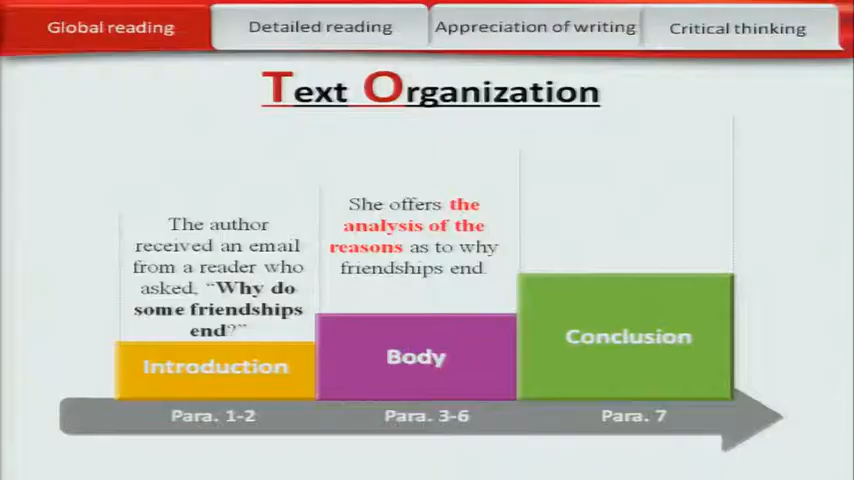 Global reading
Detailed reading
Appreciation of writing
Critical thinking
Text Organization
The author
received an email
from a reader who
asked, “Why do
some friendships
end?”
She offers the
analysis of the
reasons as to why
friendships end.
Introduction
Body
Conclusion
Para. 1-2
Para. 3-6
Para. 7